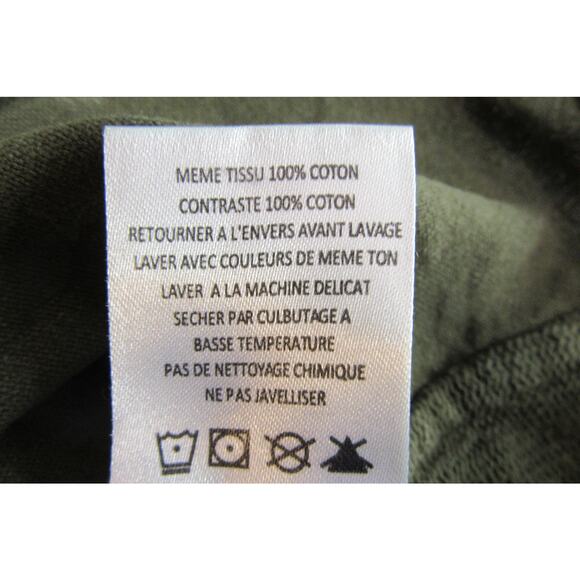 MEME TISSU 100% COTON
CONTRASTE 100% COTON
RETOURNER A L'ENVERS AVANT LAVAGE
LAVER AVEC COULEURS DE MEME TON
LAVER A LA MACHINE DELICAT
SECHER PAR CULBUTAGE A
BASSE TEMPERATURE
PAS DE NETTOYAGE CHIMIQUE
NE PAS JAVELLISER